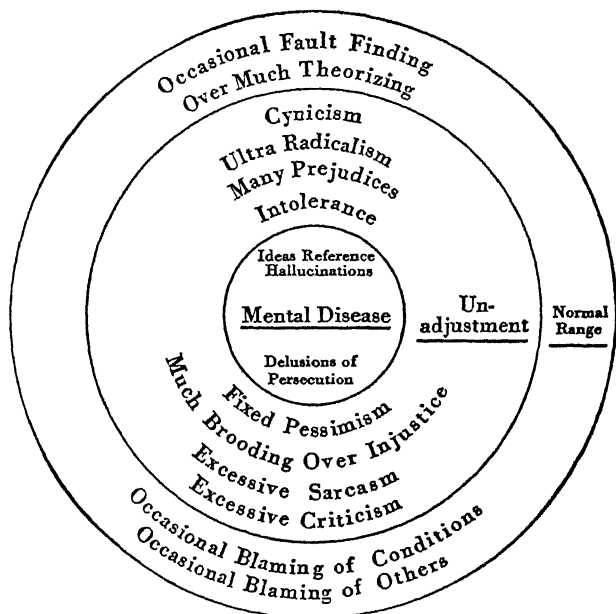 Occasional Fault Finding
Over Much Theorizing
Cynicism
Ultra Radicalism
Many Prejudices
Intolerance
Ideas Reference
Hallucinations
Mental Disease
Un-
adjustment
Normal
Range
Delusions of
Persecution
Fixed Pessimism
Much Brooding Over Injustice
Excessive Sarcasm
Excessive Criticism
Occasional Blaming of Conditions
Occasional Blaming of Others